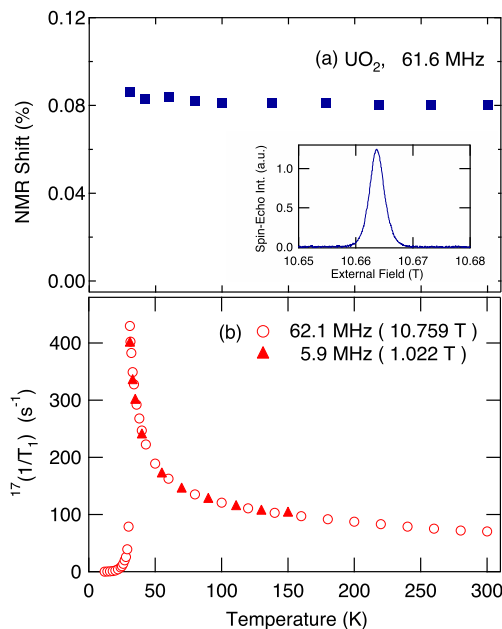 0.12
(a) UO₂, 61.6 MHz
0.08
NMR Shift (%)
0.04
0.00
Spin-Echo Int. (a.u.)
1.0
0.5
0.0
10.65 10.66 10.67 10.68
External Field (T)
(b) 62.1 MHz ( 10.759 T )
5.9 MHz ( 1.022 T )
400
300
¹⁷(1/T₁) (s⁻¹)
200
100
0
0 50 100 150 200 250 300
Temperature (K)